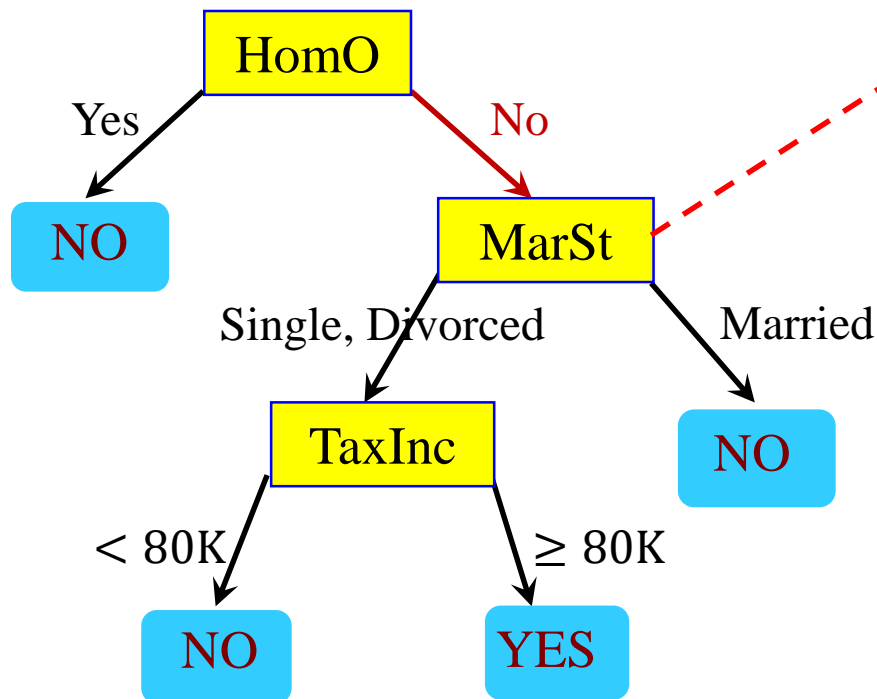 HomO
Yes
No
NO
MarSt
Single, Divorced
Married
TaxInc
NO
< 80K
≥ 80K
NO
YES